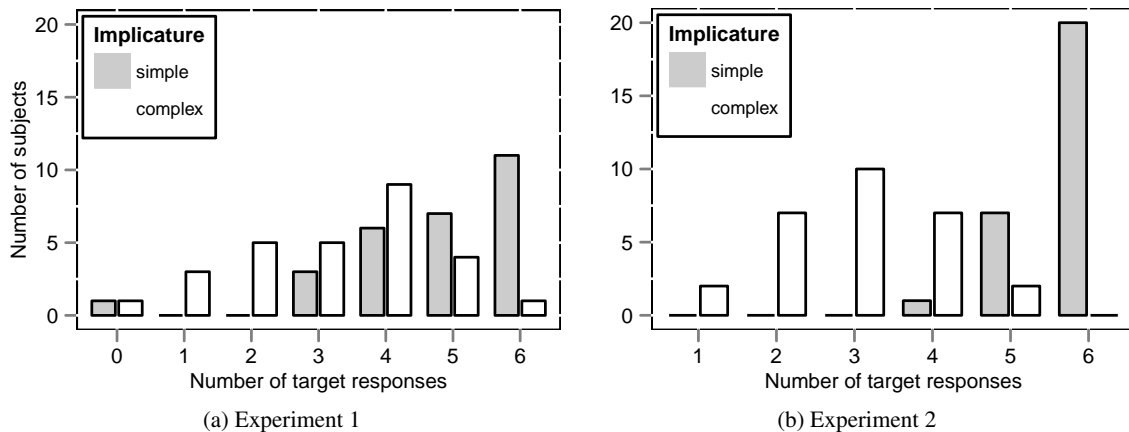 20
15
10
5
0
Number of subjects
Implicature
simple
complex
0 1 2 3 4 5 6
Number of target responses
(a) Experiment 1
20
15
10
5
0
Implicature
simple
complex
1 2 3 4 5 6
Number of target responses
(b) Experiment 2